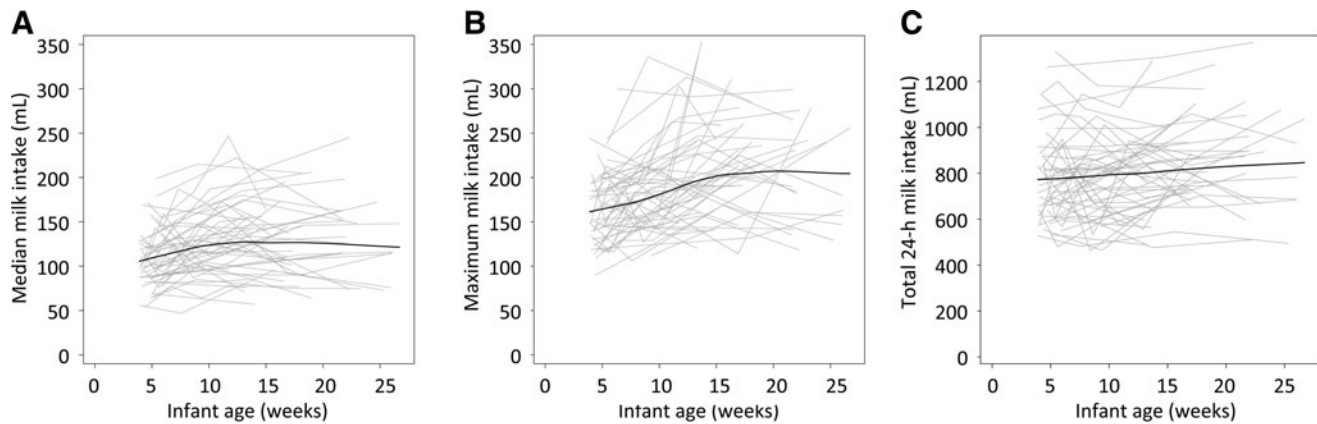 A
Median milk intake (mL)
350
300
250
200
150
100
50
0
0 5 10 15 20 25
Infant age (weeks)
B
Maximum milk intake (mL)
350
300
250
200
150
100
50
0
0 5 10 15 20 25
Infant age (weeks)
C
Total 24-h milk intake (mL)
1200
1000
800
600
400
200
0
0 5 10 15 20 25
Infant age (weeks)